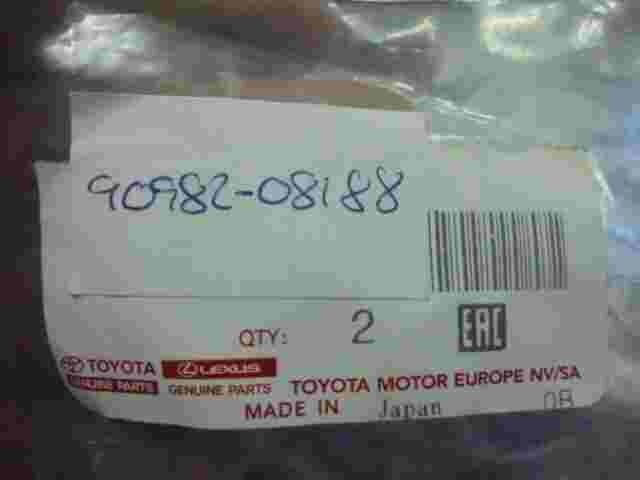 90982-08188
QTY: 2 EAC
TOYOTA LEXUS
GENUINE PARTS GENUINE PARTS TOYOTA MOTOR EUROPE NV/SA
MADE IN Japan